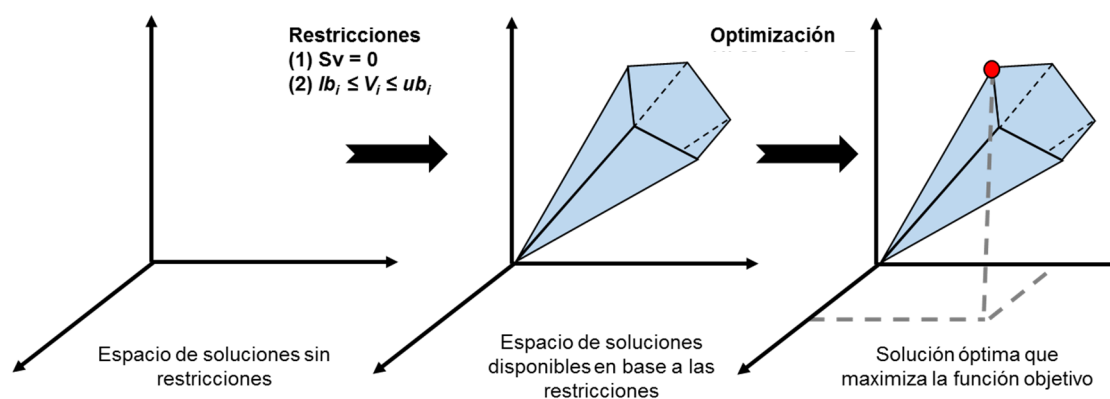 Restricciones
(1) Sv = 0
(2) lbᵢ ≤ Vᵢ ≤ ubᵢ
Optimización
Espacio de soluciones sin
restricciones
Espacio de soluciones
disponibles en base a las
restricciones
Solución óptima que
maximiza la función objetivo